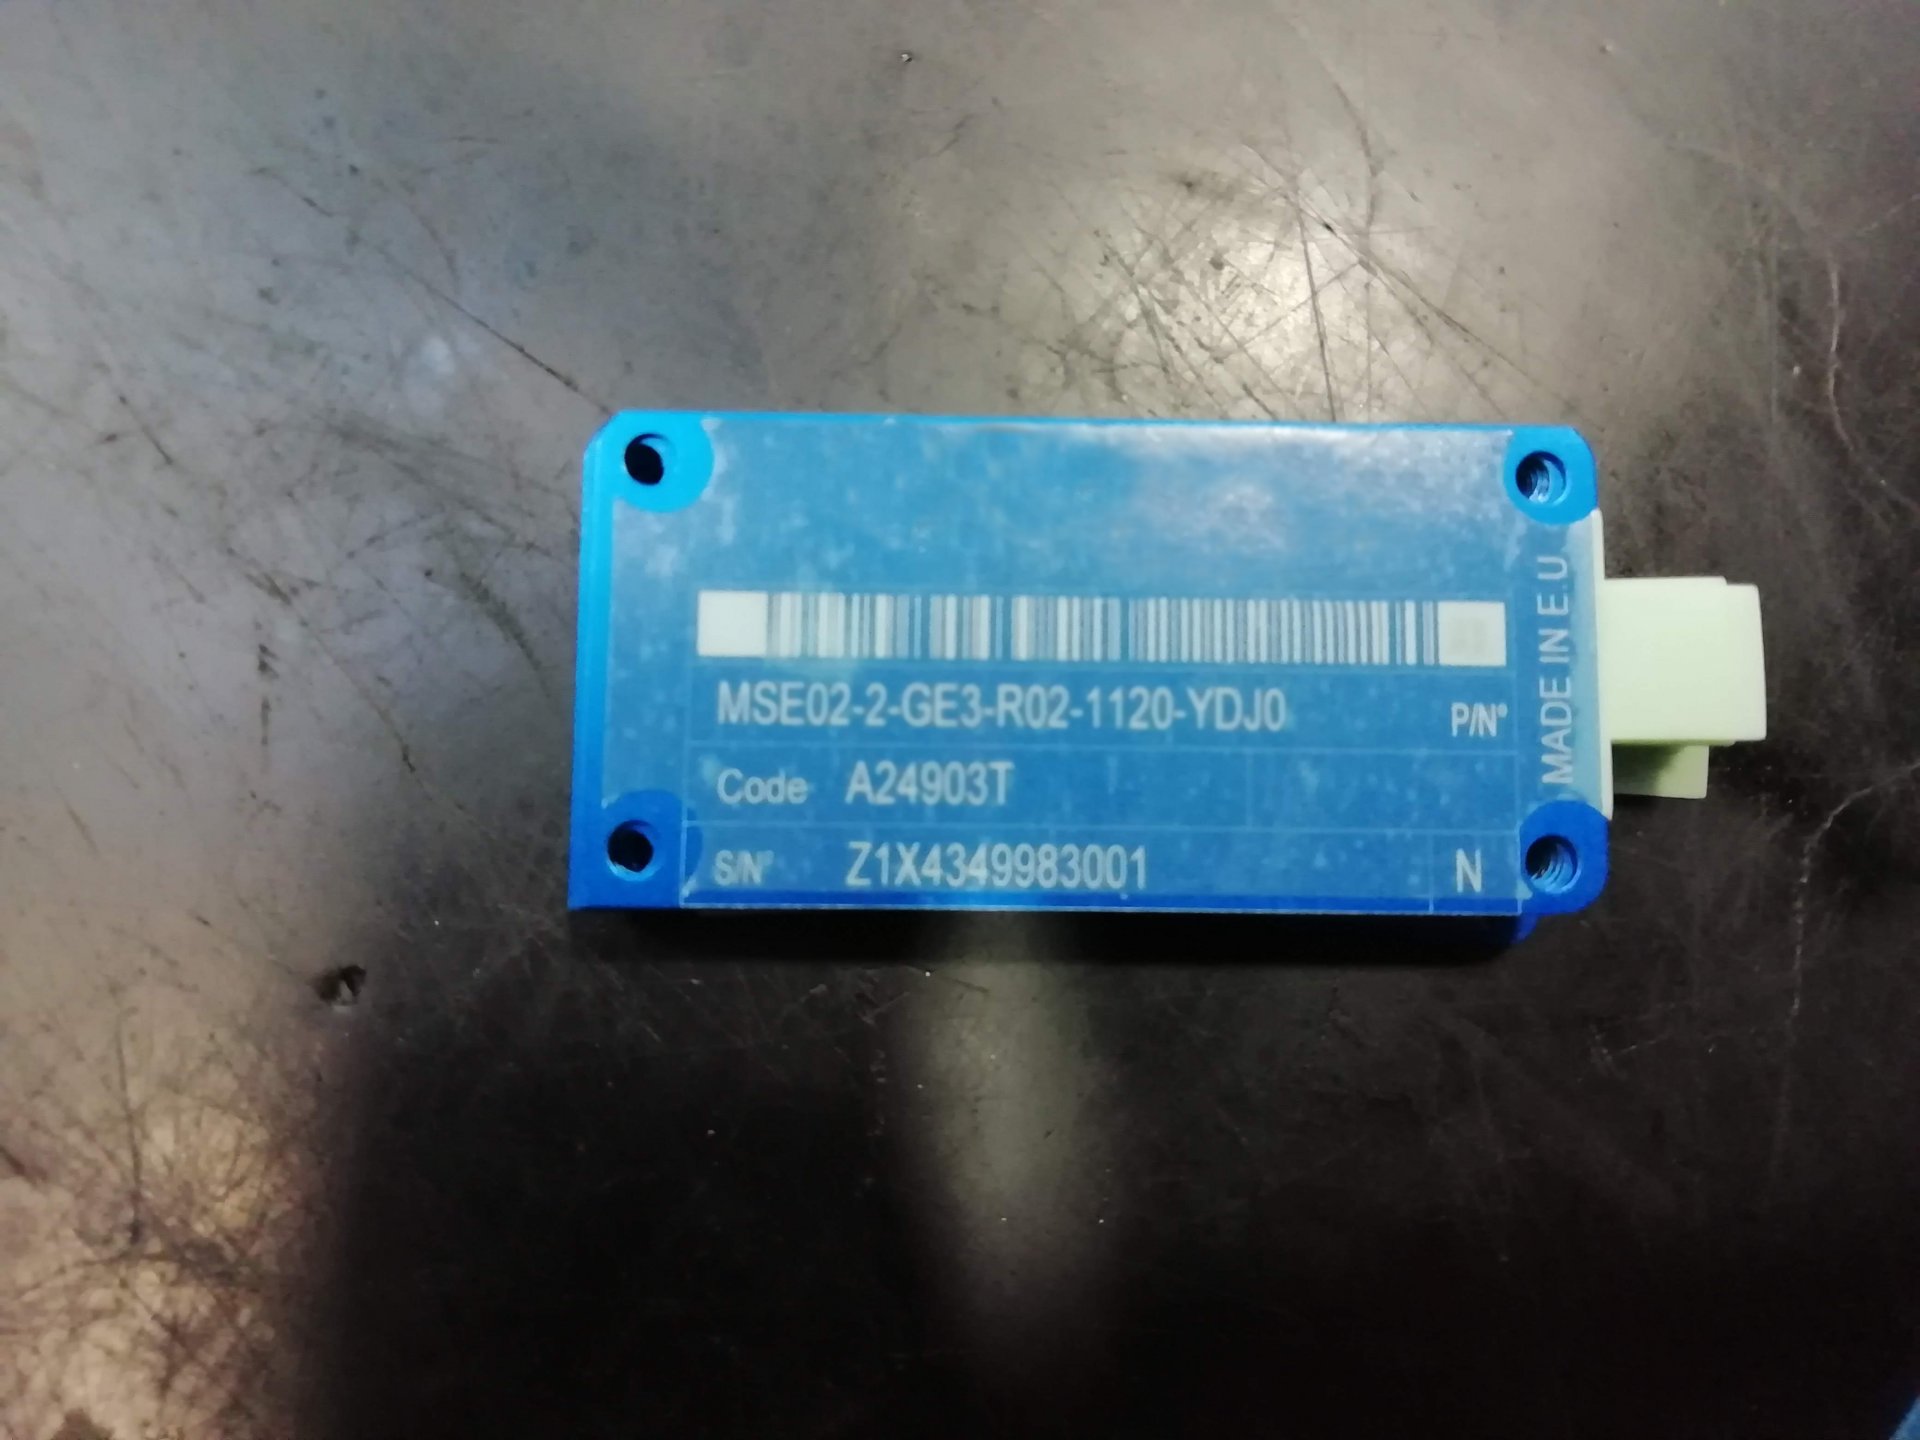 MSE02-2-GE3-R02-1120-YDJ0 P/N°
Code A24903T
S/N° Z1X4349983001 N
MADE IN E.U